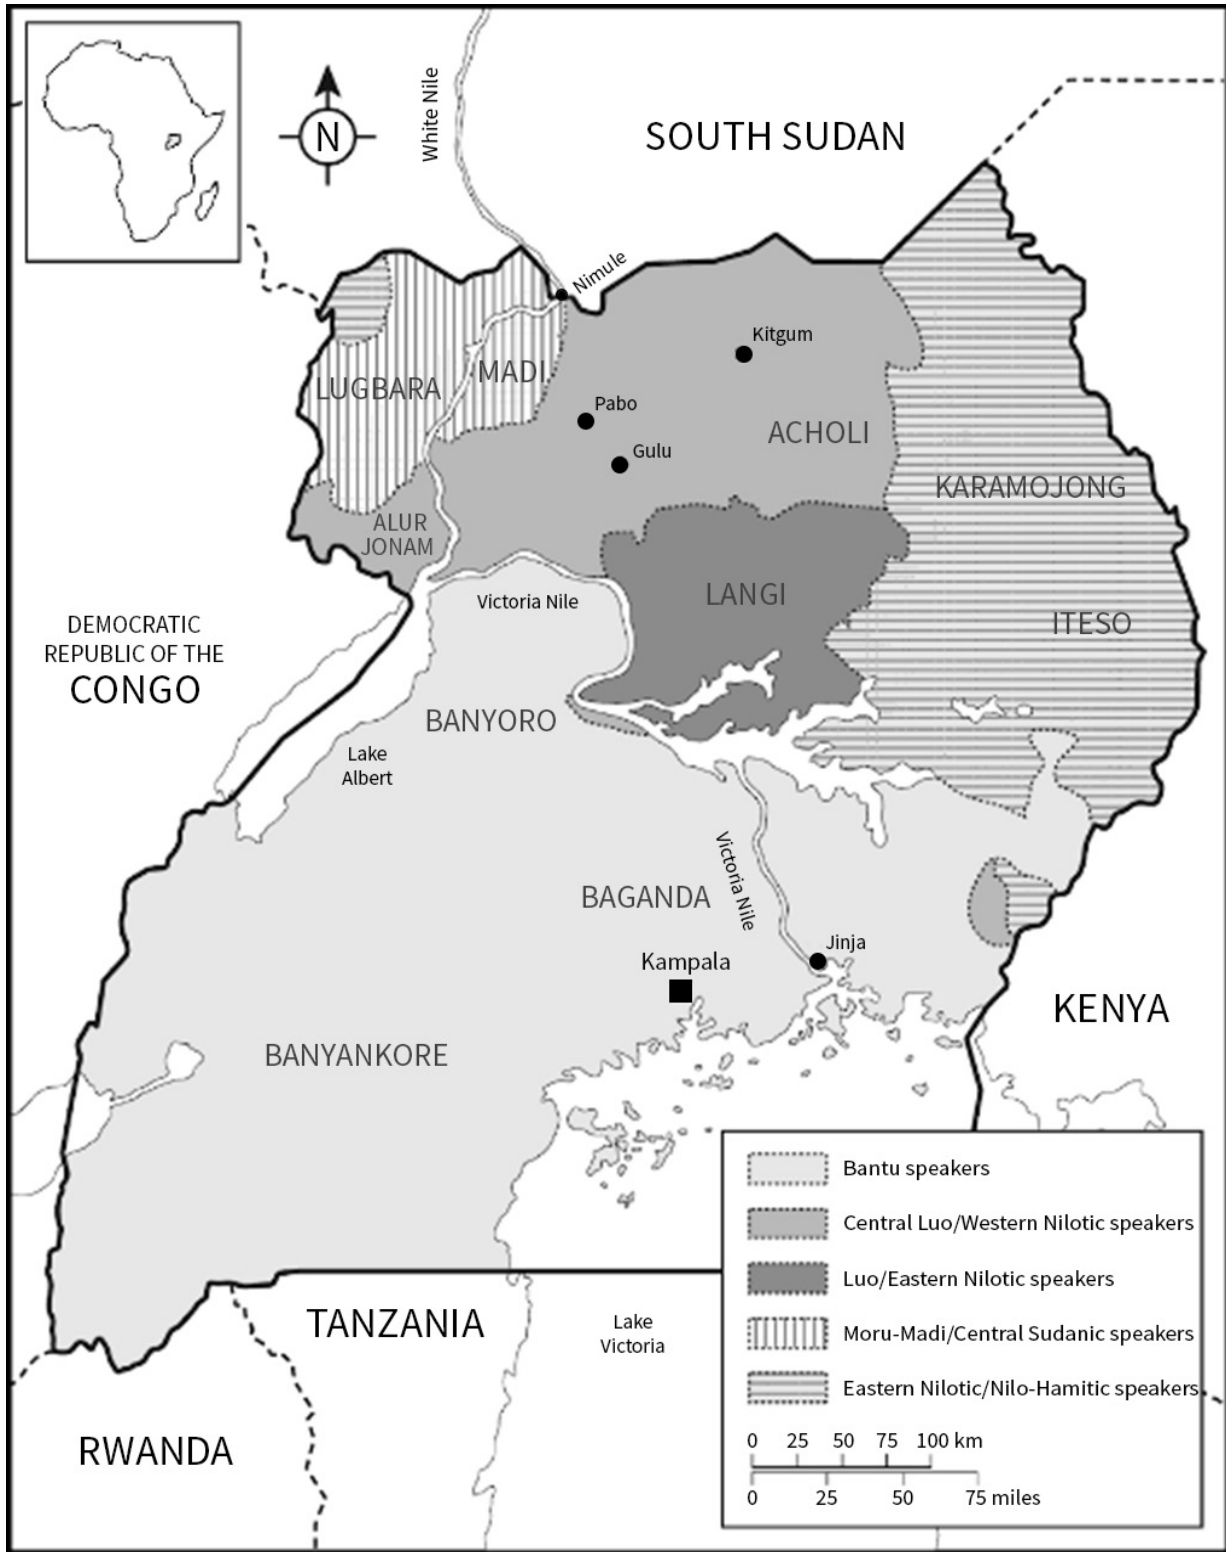 White Nile
N
SOUTH SUDAN
Nimule
Kitgum
LUGBARA
MADI
Pabo
ACHOLI
Gulu
KARAMOJONG
ALUR
JONAM
LANGI
Victoria Nile
ITESO
DEMOCRATIC
REPUBLIC OF THE
CONGO
BANYORO
Lake
Albert
Victoria Nile
BAGANDA
Jinja
Kampala
KENYA
BANYANKORE
TANZANIA
Lake
Victoria
RWANDA
Bantu speakers
Central Luo/Western Nilotic speakers
Luo/Eastern Nilotic speakers
Moru-Madi/Central Sudanic speakers
Eastern Nilotic/Nilo-Hamitic speakers
0 25 50 75 100 km
0 25 50 75 miles